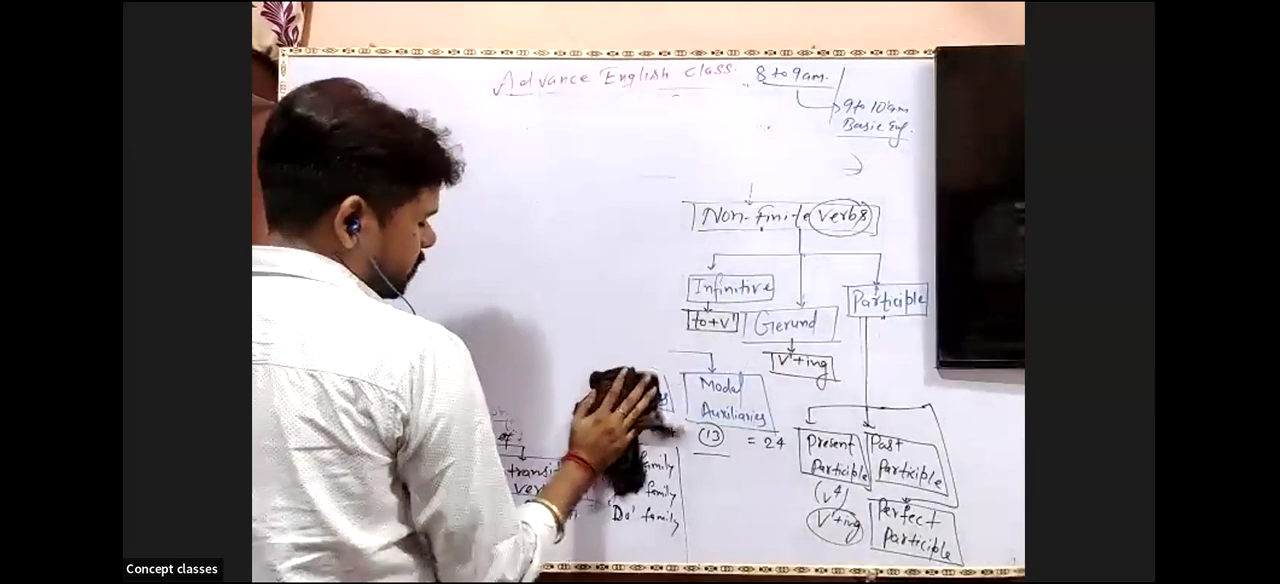 Advance English class.
8 to 9am.
9 to 10am
Basic Eng.
Non-finite verbs
Infinitive
to+V¹
Gerund
V¹+ing
Participle
Modal
Auxiliaries
(13) = 24
Present
Participle
(V⁴)
V¹+ing
Past
Participle
Perfect
Participle
of
family
family
'Do' family
Concept classes